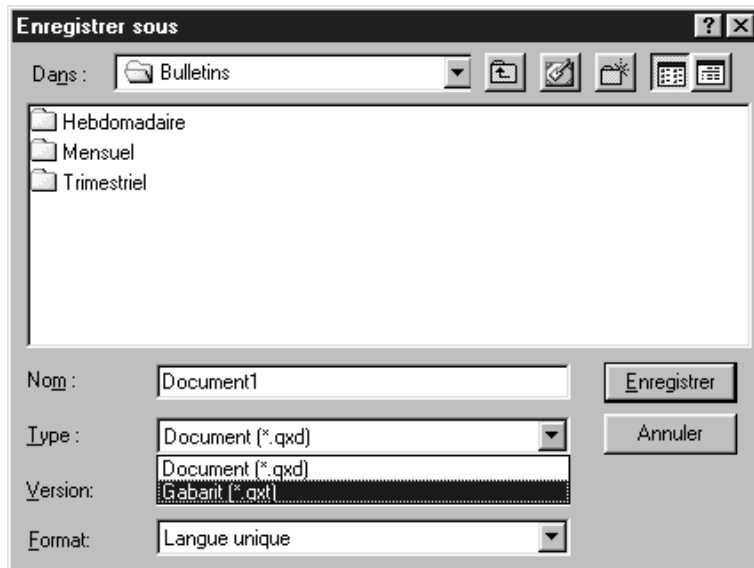 Enregistrer sous
Dans : Bulletins
Hebdomadaire
Mensuel
Trimestriel
Nom : Document1 Enregistrer
Type : Document (*.qxd) Annuler
Document (*.qxd)
Version: Gabarit (*.qxt)
Format: Langue unique